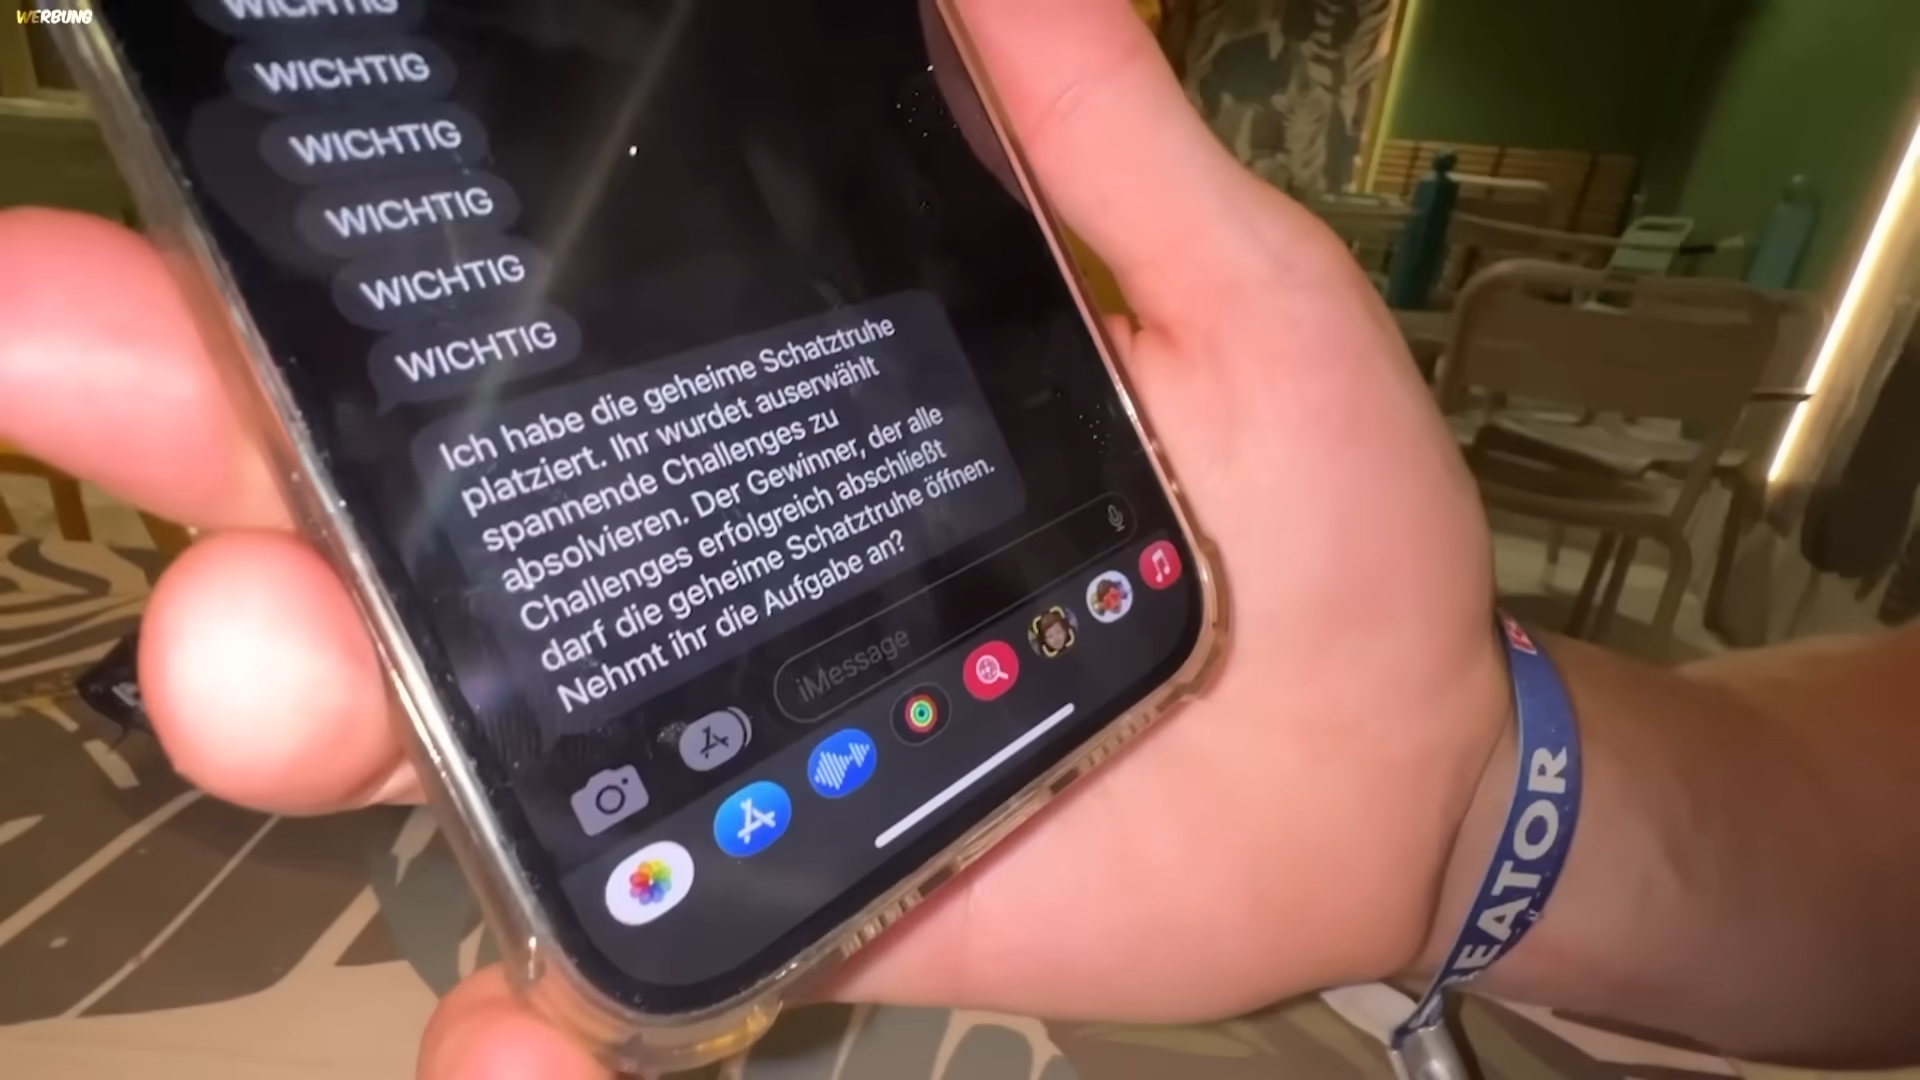 WERBUNG
WICHTIG
WICHTIG
WICHTIG
WICHTIG
WICHTIG
WICHTIG
Ich habe die geheime Schatztruhe
platziert. Ihr wurdet auserwählt
spannende Challenges zu
absolvieren. Der Gewinner, der alle
Challenges erfolgreich abschließt
darf die geheime Schatztruhe öffnen.
Nehmt ihr die Aufgabe an?
iMessage
EATOR